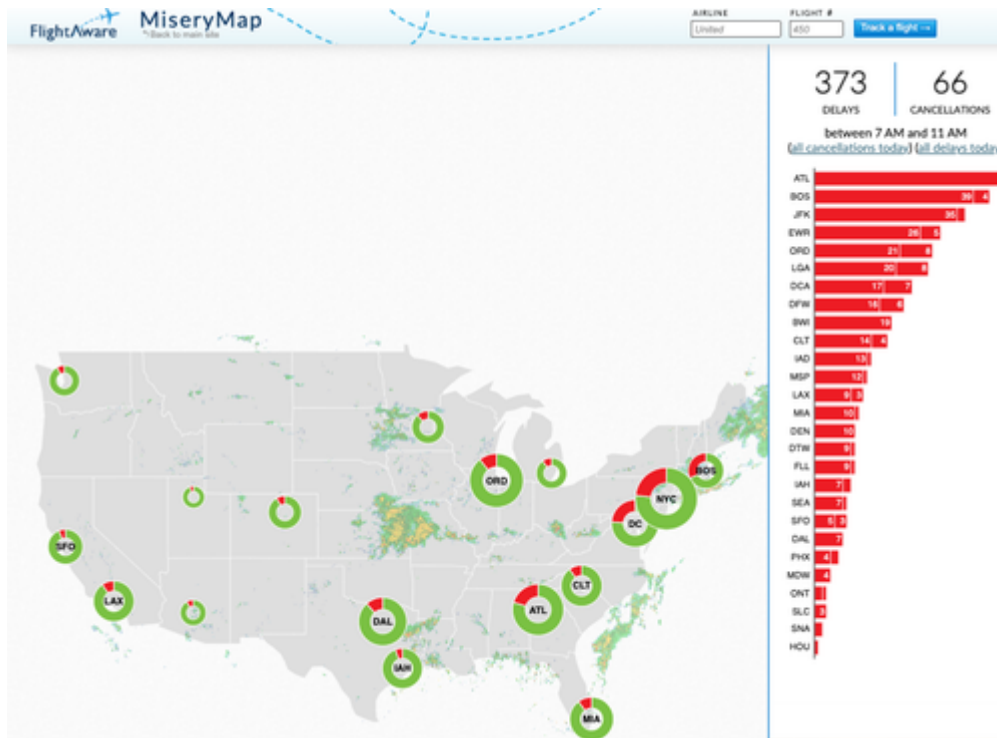 FlightAware
MiseryMap
Back to main site
AIRLINE
United
FLIGHT #
450
Track a flight →
373
DELAYS
66
CANCELLATIONS
between 7 AM and 11 AM
(all cancellations today) (all delays today
ATL
BOS 39 4
JFK 35
EWR 26 5
ORD 21 8
LGA 20 8
DCA 17 7
DFW 16 6
BWI 19
CLT 14 4
IAD 13
MSP 12
LAX 9 3
MIA 10
DEN 10
DTW 9
FLL 9
IAH 7
SEA 7
SFO 5 3
DAL 7
PHX 4
MDW 4
ONT
SLC 3
SNA
HOU
ORD
BOS
NYC
DC
SFO
CLT
LAX
ATL
DAL
IAH
MIA